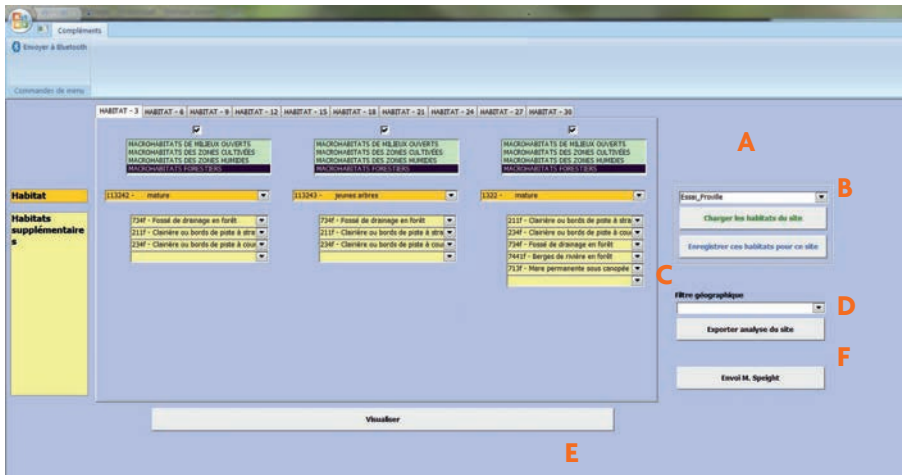 Compléments
Envoyer à Bluetooth
Commandes de menu
HABITAT - 3 HABITAT - 6 HABITAT - 9 HABITAT - 12 HABITAT - 15 HABITAT - 18 HABITAT - 21 HABITAT - 24 HABITAT - 27 HABITAT - 30
MACROHABITATS DE MILIEUX OUVERTS
MACROHABITATS DES ZONES CULTIVÉES
MACROHABITATS DES ZONES HUMIDES
MACROHABITATS FORESTIERS
MACROHABITATS DE MILIEUX OUVERTS
MACROHABITATS DES ZONES CULTIVÉES
MACROHABITATS DES ZONES HUMIDES
MACROHABITATS FORESTIERS
MACROHABITATS DE MILIEUX OUVERTS
MACROHABITATS DES ZONES CULTIVÉES
MACROHABITATS DES ZONES HUMIDES
MACROHABITATS FORESTIERS
Habitat
113242 - mature
113243 - jeunes arbres
1322 - mature
Habitats
supplémentaire
s
734f - Fossé de drainage en forêt
211f - Clairière ou bords de piste à stra
234f - Clairière ou bords de piste à cou
734f - Fossé de drainage en forêt
211f - Clairière ou bords de piste à stra
234f - Clairière ou bords de piste à cou
211f - Clairière ou bords de piste à stra
234f - Clairière ou bords de piste à cou
734f - Fossé de drainage en forêt
7441f - Berges de rivière en forêt
713f - Mare permanente sous canopée
A
B
Essai_Proville
Charger les habitats du site
Enregistrer ces habitats pour ce site
C
Filtre géographique
D
Exporter analyse du site
F
Envoi M. Speight
Visualiser
E